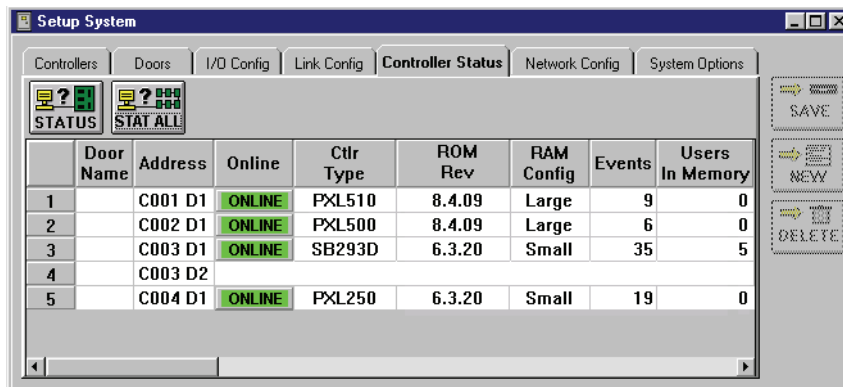 Setup System
Controllers Doors I/O Config Link Config Controller Status Network Config System Options
? ?
STATUS STAT ALL
SAVE
NEW
DELETE
Door Name Address Online Ctlr Type ROM Rev RAM Config Events Users In Memory
1 C001 D1 ONLINE PXL510 8.4.09 Large 9 0
2 C002 D1 ONLINE PXL500 8.4.09 Large 6 0
3 C003 D1 ONLINE SB293D 6.3.20 Small 35 5
4 C003 D2
5 C004 D1 ONLINE PXL250 6.3.20 Small 19 0